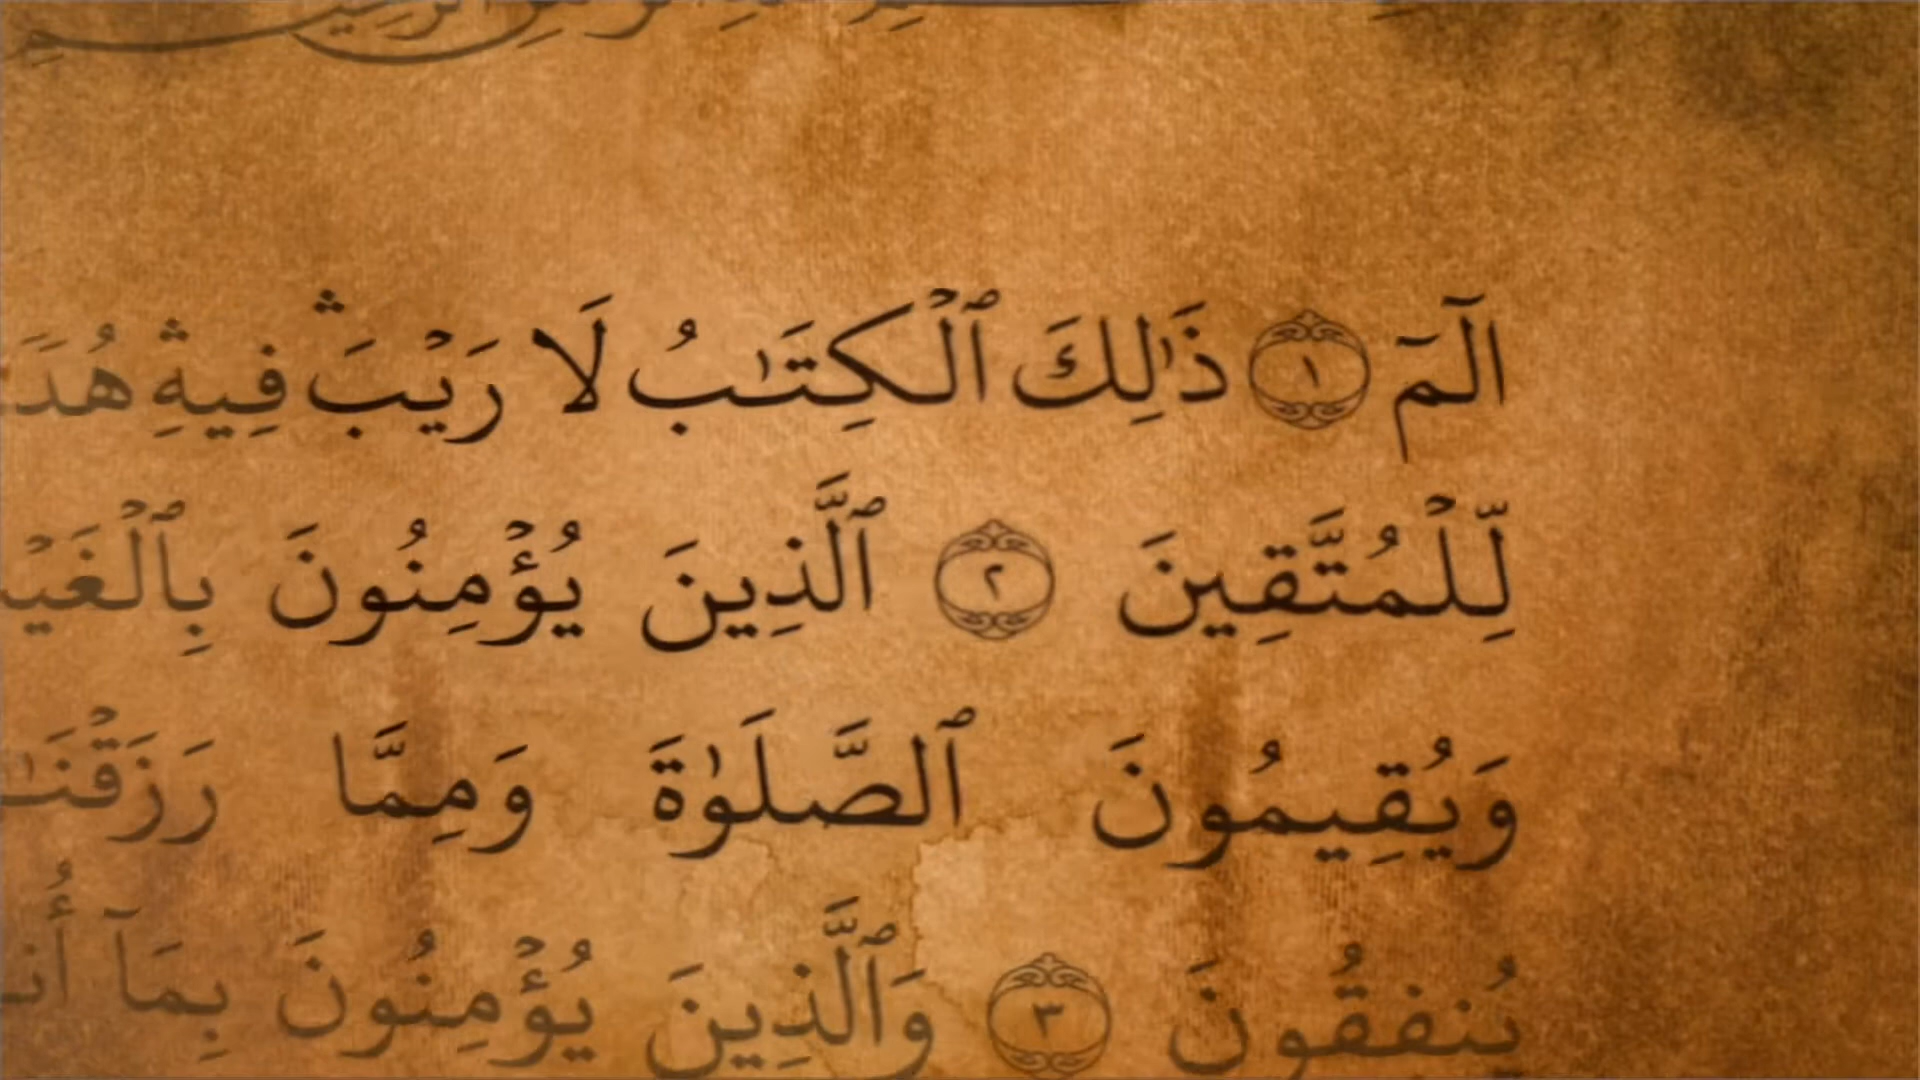 الٓمٓ ١ ذَٰلِكَ ٱلْكِتَٰبُ لَا رَيْبَ ۛ فِيهِ ۛ
لِّلْمُتَّقِينَ ٢ ٱلَّذِينَ يُؤْمِنُونَ
وَيُقِيمُونَ ٱلصَّلَوٰةَ وَمِمَّا
يُنفِقُونَ ٣ وَٱلَّذِينَ يُؤْمِنُونَ بِمَآ